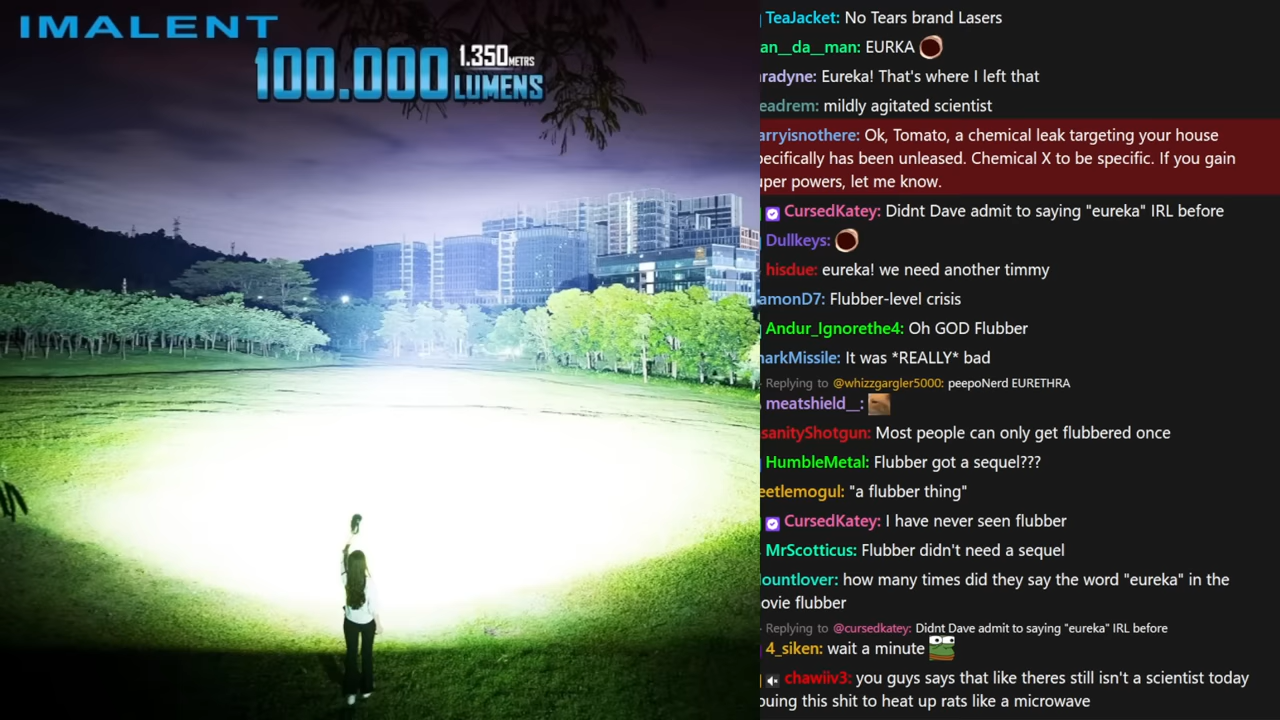 IMALENT
100.000 LUMENS
1.350 METRS
TeaJacket: No Tears brand Lasers
an__da__man: EURKA
radyne: Eureka! That's where I left that
eadrem: mildly agitated scientist
arryisnothere: Ok, Tomato, a chemical leak targeting your house
pecifically has been unleased. Chemical X to be specific. If you gain
uper powers, let me know.
CursedKatey: Didnt Dave admit to saying "eureka" IRL before
Dullkeys:
hisdue: eureka! we need another timmy
amonD7: Flubber-level crisis
Andur_Ignorethe4: Oh GOD Flubber
arkMissile: It was *REALLY* bad
Replying to @whizzgargler5000: peepoNerd EURETHRA
meatshield__:
sanityShotgun: Most people can only get flubbered once
HumbleMetal: Flubber got a sequel???
eetlemogul: "a flubber thing"
CursedKatey: I have never seen flubber
MrScotticus: Flubber didn't need a sequel
ountlover: how many times did they say the word "eureka" in the
ovie flubber
Replying to @cursedkatey: Didnt Dave admit to saying "eureka" IRL before
4_siken: wait a minute
chawiiv3: you guys says that like theres still isn't a scientist today
ouing this shit to heat up rats like a microwave